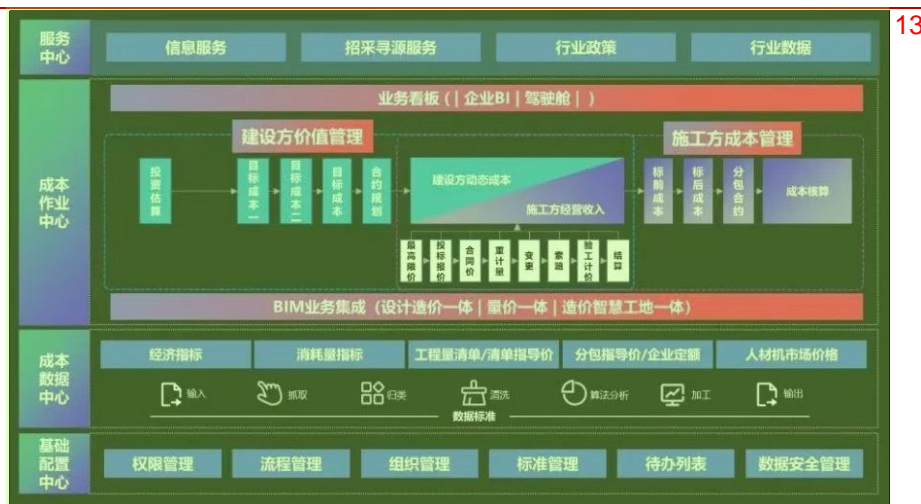 13
服务
中心
信息服务
招采寻源服务
行业政策
行业数据
业务看板 (| 企业BI | 驾驶舱 | )
成本
作业
中心
建设方价值管理
施工方成本管理
投资估算
目标成本一
目标成本二
目标成本
合约规划
建设方动态成本
施工方经营收入
标前成本
标后成本
分包合约
成本核算
最高限价
投标报价
合同价
重计量
变更
索赔
验工计价
结算
BIM业务集成（设计造价一体 | 量价一体 | 造价智慧工地一体）
成本
数据
中心
经济指标
消耗量指标
工程量清单/清单指导价
分包指导价/企业定额
人材机市场价格
输入
抓取
归类
清洗
算法分析
加工
输出
数据标准
基础
配置
中心
权限管理
流程管理
组织管理
标准管理
待办列表
数据安全管理